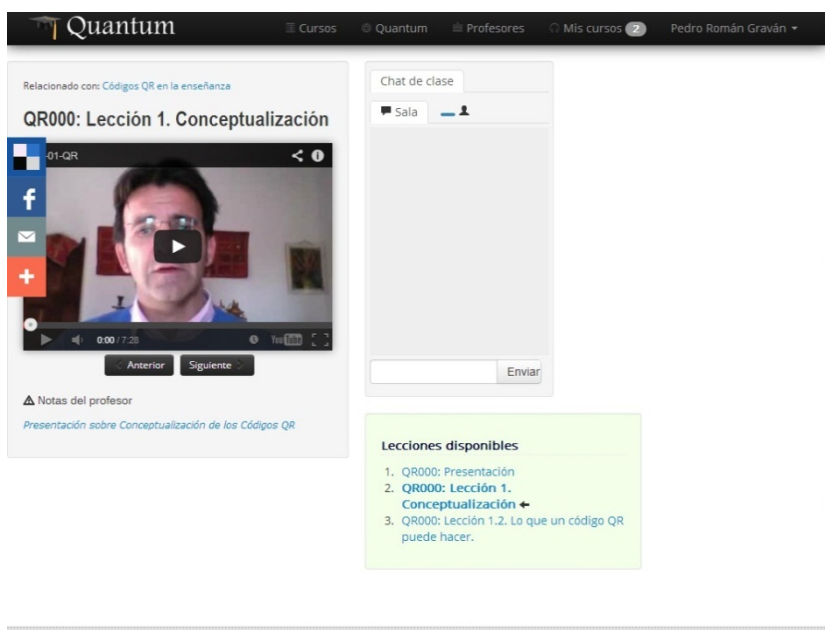 Quantum
Cursos
Quantum
Profesores
Mis cursos 2
Pedro Román Graván
Relacionado con: Códigos QR en la enseñanza
QR000: Lección 1. Conceptualización
-01-QR
0:00 / 7:28
YouTube
Anterior
Siguiente
Notas del profesor
Presentación sobre Conceptualización de los Códigos QR
Chat de clase
Sala
Enviar
Lecciones disponibles
1. QR000: Presentación
2. QR000: Lección 1.
Conceptualización
3. QR000: Lección 1.2. Lo que un código QR
puede hacer.